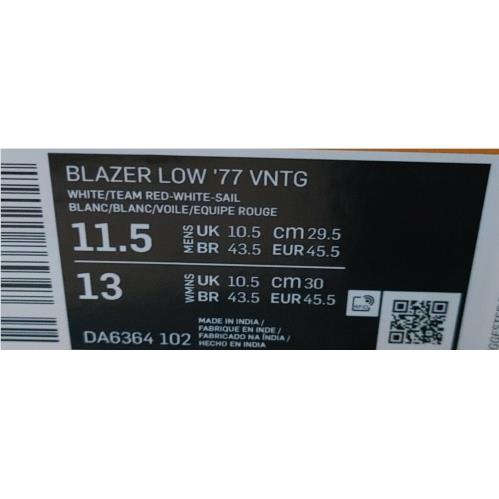 BLAZER LOW '77 VNTG
WHITE/TEAM RED-WHITE-SAIL
BLANC/BLANC/VOILE/EQUIPE ROUGE
11.5 MENS UK 10.5 cm 29.5
BR 43.5 EUR 45.5
13 WMNS UK 10.5 cm 30
BR 43.5 EUR 45.5
DA6364 102
MADE IN INDIA /
FABRIQUE EN INDE /
FABRICADO NA ÍNDIA /
HECHO EN INDIA